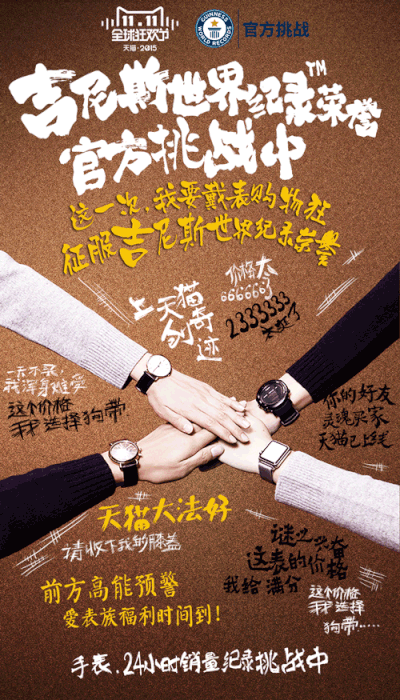 11.11
全球狂欢节
天猫·2015
GUINNESS
WORLD RECORDS
官方挑战
吉尼斯世界纪录荣誉™
官方挑战中
这一次,我要戴表购物狂
征服吉尼斯世界纪录荣誉
价格太
6666667
2333333
上天猫
创奇迹
一天不买,
我浑身难受
这个价格
我选择狗带
你的好友
灵魂买家
天猫已上线
天猫大法好
请收下我的膝盖
谜之兴奋
这表的价格
我给满分
这个价格
我选择
狗带……
前方高能预警
爱表族福利时间到!
手表、24小时销量纪录挑战中